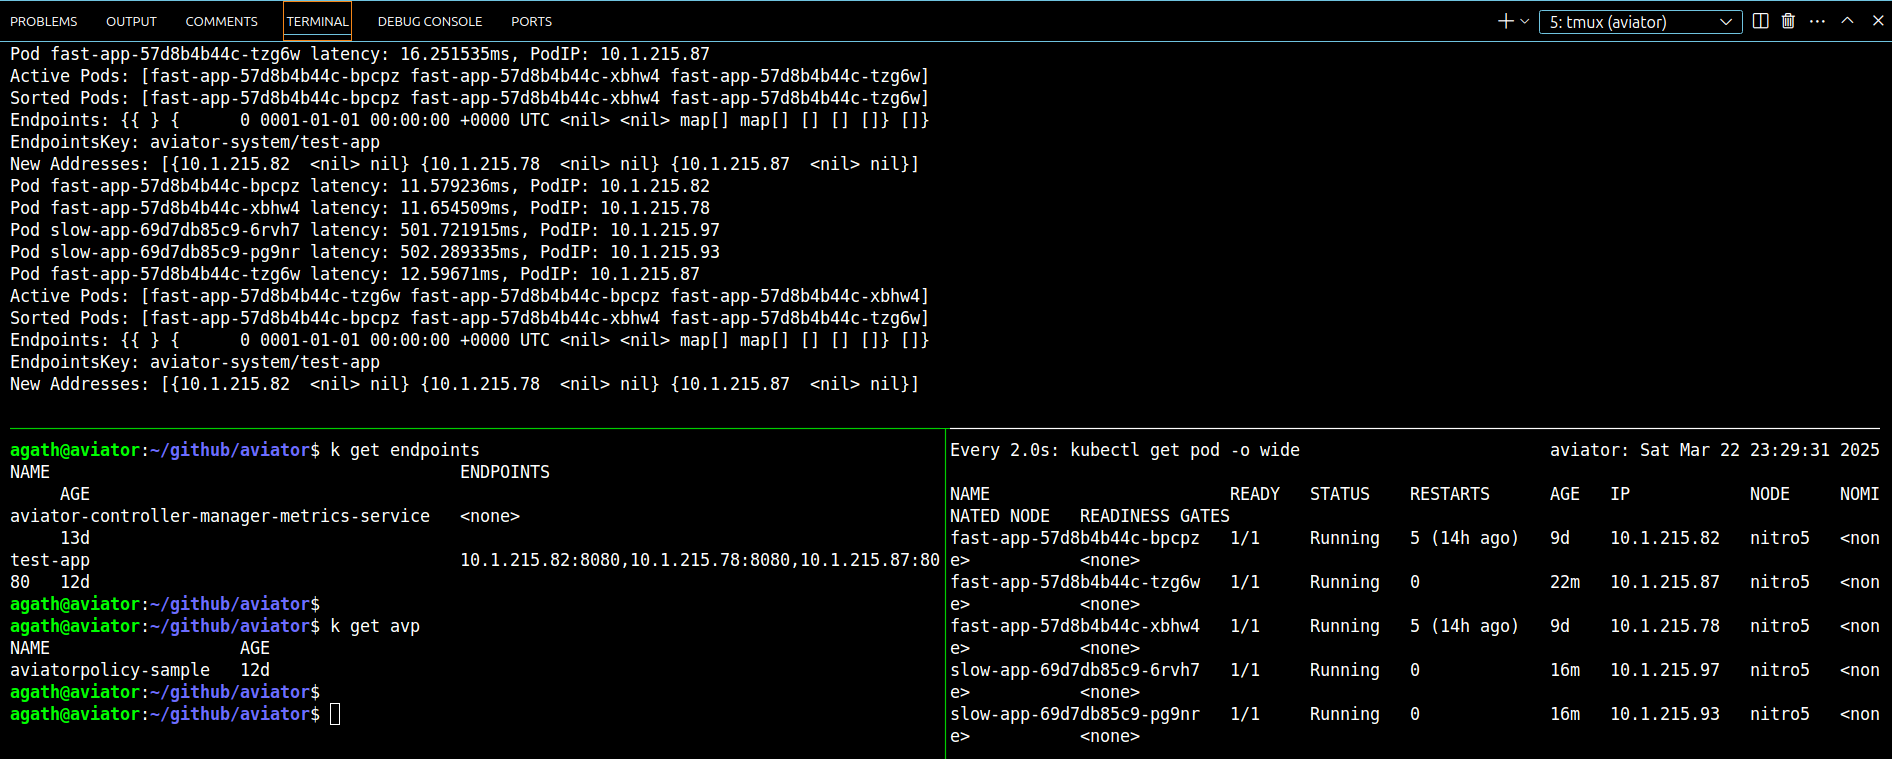 PROBLEMS OUTPUT COMMENTS TERMINAL DEBUG CONSOLE PORTS 5: tmux (aviator)
Pod fast-app-57d8b4b44c-tzg6w latency: 16.251535ms, PodIP: 10.1.215.87
Active Pods: [fast-app-57d8b4b44c-bpcpz fast-app-57d8b4b44c-xbhw4 fast-app-57d8b4b44c-tzg6w]
Sorted Pods: [fast-app-57d8b4b44c-bpcpz fast-app-57d8b4b44c-xbhw4 fast-app-57d8b4b44c-tzg6w]
Endpoints: {{ } {      0 0001-01-01 00:00:00 +0000 UTC <nil> <nil> map[] map[] [] [] []} []}
EndpointsKey: aviator-system/test-app
New Addresses: [{10.1.215.82  <nil> nil} {10.1.215.78  <nil> nil} {10.1.215.87  <nil> nil}]
Pod fast-app-57d8b4b44c-bpcpz latency: 11.579236ms, PodIP: 10.1.215.82
Pod fast-app-57d8b4b44c-xbhw4 latency: 11.654509ms, PodIP: 10.1.215.78
Pod slow-app-69d7db85c9-6rvh7 latency: 501.721915ms, PodIP: 10.1.215.97
Pod slow-app-69d7db85c9-pg9nr latency: 502.289335ms, PodIP: 10.1.215.93
Pod fast-app-57d8b4b44c-tzg6w latency: 12.59671ms, PodIP: 10.1.215.87
Active Pods: [fast-app-57d8b4b44c-tzg6w fast-app-57d8b4b44c-bpcpz fast-app-57d8b4b44c-xbhw4]
Sorted Pods: [fast-app-57d8b4b44c-bpcpz fast-app-57d8b4b44c-xbhw4 fast-app-57d8b4b44c-tzg6w]
Endpoints: {{ } {      0 0001-01-01 00:00:00 +0000 UTC <nil> <nil> map[] map[] [] [] []} []}
EndpointsKey: aviator-system/test-app
New Addresses: [{10.1.215.82  <nil> nil} {10.1.215.78  <nil> nil} {10.1.215.87  <nil> nil}]
agath@aviator:~/github/aviator$ k get endpoints
NAME                                         ENDPOINTS
     AGE
aviator-controller-manager-metrics-service   <none>
     13d
test-app                                     10.1.215.82:8080,10.1.215.78:8080,10.1.215.87:80
80   12d
agath@aviator:~/github/aviator$
agath@aviator:~/github/aviator$ k get avp
NAME                   AGE
aviatorpolicy-sample   12d
agath@aviator:~/github/aviator$
agath@aviator:~/github/aviator$
Every 2.0s: kubectl get pod -o wide                         aviator: Sat Mar 22 23:29:31 2025
NAME                        READY   STATUS    RESTARTS      AGE   IP            NODE     NOMI
NATED NODE   READINESS GATES
fast-app-57d8b4b44c-bpcpz   1/1     Running   5 (14h ago)   9d    10.1.215.82   nitro5   <non
e>           <none>
fast-app-57d8b4b44c-tzg6w   1/1     Running   0             22m   10.1.215.87   nitro5   <non
e>           <none>
fast-app-57d8b4b44c-xbhw4   1/1     Running   5 (14h ago)   9d    10.1.215.78   nitro5   <non
e>           <none>
slow-app-69d7db85c9-6rvh7   1/1     Running   0             16m   10.1.215.97   nitro5   <non
e>           <none>
slow-app-69d7db85c9-pg9nr   1/1     Running   0             16m   10.1.215.93   nitro5   <non
e>           <none>